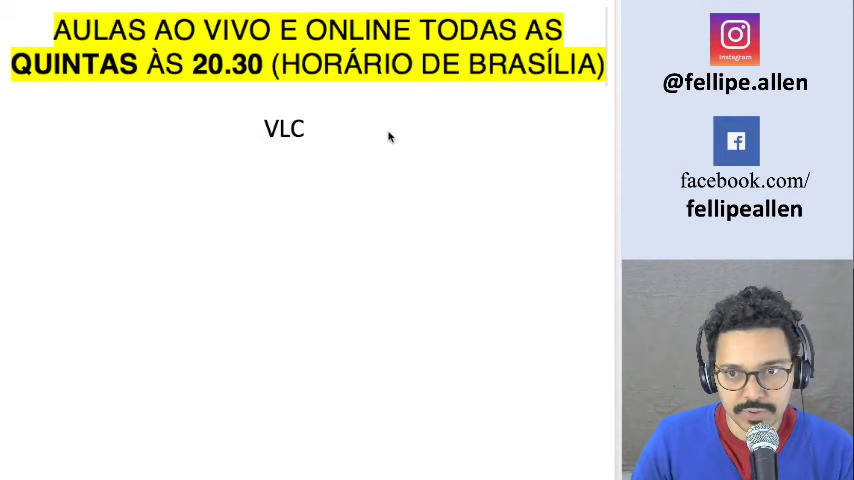 AULAS AO VIVO E ONLINE TODAS AS
QUINTAS ÀS 20.30 (HORÁRIO DE BRASÍLIA)
VLC
Instagram
@fellipe.allen
facebook.com/
fellipeallen